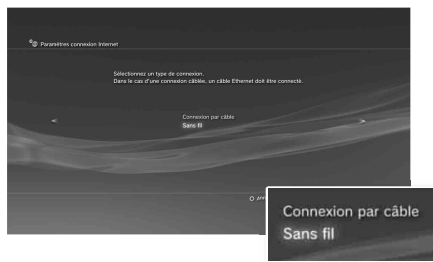 Paramètres connexion Internet
Sélectionnez un type de connexion.
Dans le cas d'une connexion câblée, un câble Ethernet doit être connecté.
Connexion par câble
Sans fil
Connexion par câble
Sans fil